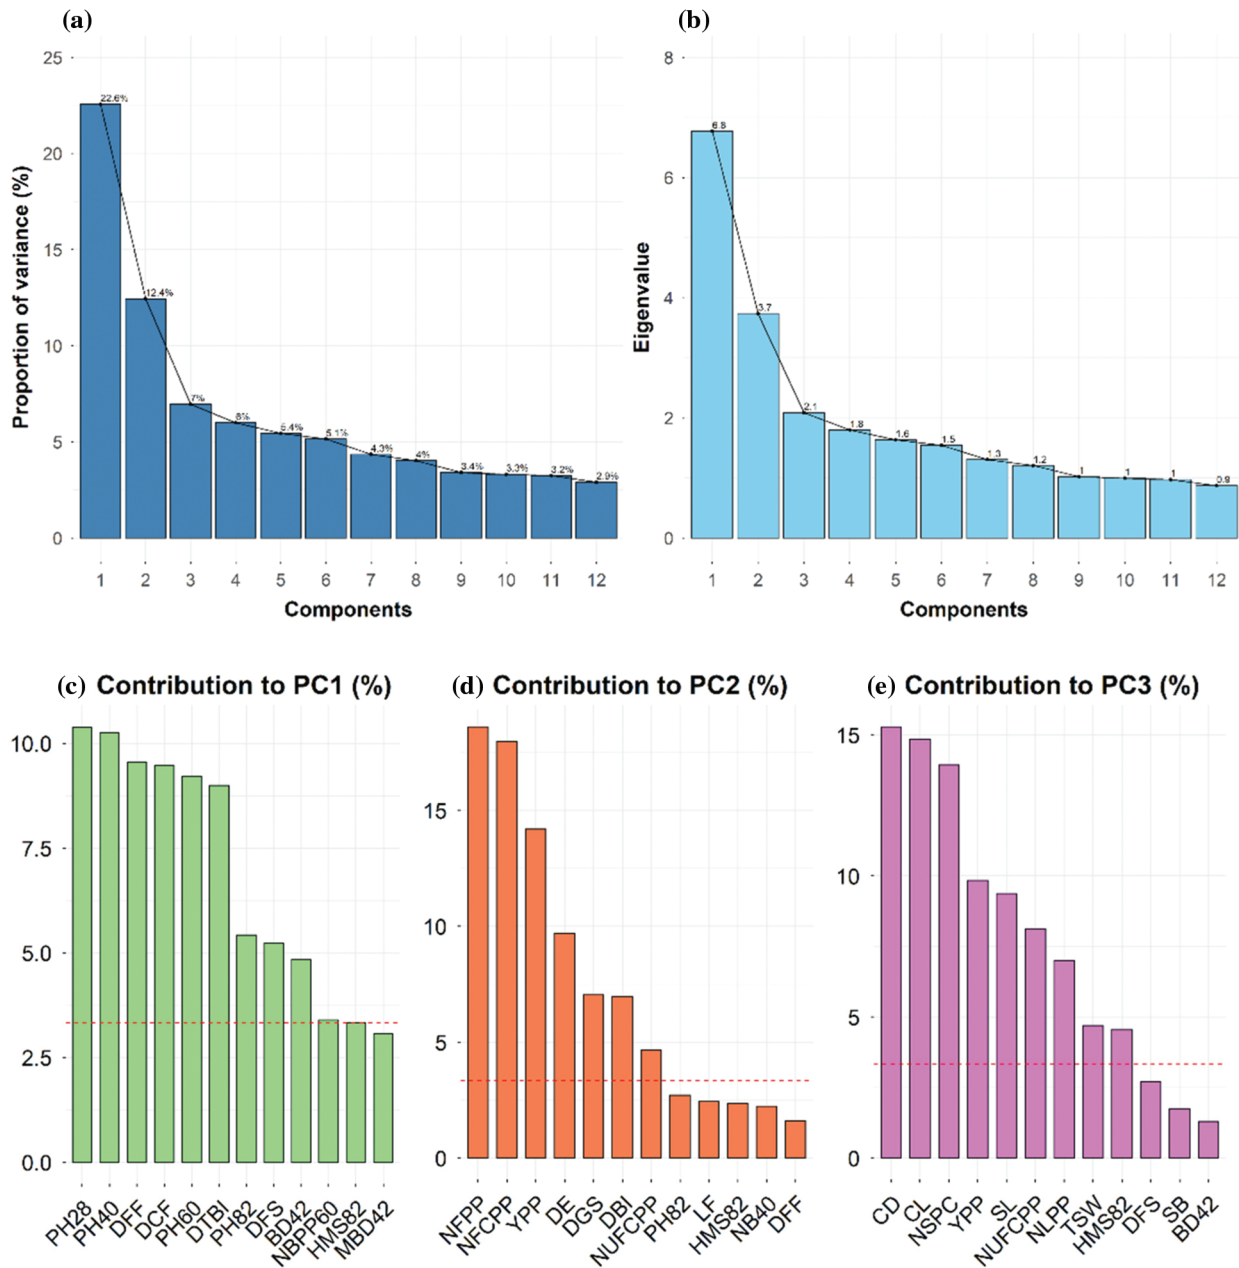 (a)
Proportion of variance (%)
25
20
15
10
5
0
22.6%
12.4%
7%
6%
5.4%
5.1%
4.3%
4%
3.4%
3.3%
3.2%
2.9%
1 2 3 4 5 6 7 8 9 10 11 12
Components
(b)
Eigenvalue
8
6
4
2
0
6.8
3.7
2.1
1.8
1.6
1.5
1.3
1.2
1
1
1
0.9
1 2 3 4 5 6 7 8 9 10 11 12
Components
(c) Contribution to PC1 (%)
10.0
7.5
5.0
2.5
0.0
PH28
PH40
DFF
DCF
PH60
DTBI
PH82
DFS
BD42
NBPP60
HMS82
MBD42
(d) Contribution to PC2 (%)
15
10
5
0
NFPP
NFCPP
YPP
DE
DGS
DBI
NUFCPP
PH82
LF
HMS82
NB40
DFF
(e) Contribution to PC3 (%)
15
10
5
0
CD
CL
NSPC
YPP
SL
NUFCPP
NLPP
TSW
HMS82
DFS
SB
BD42